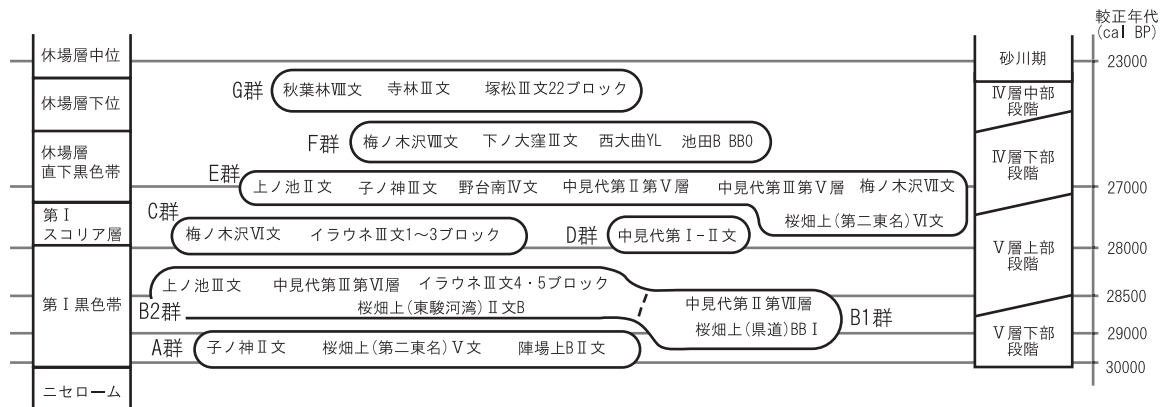 較正年代
(cal BP)
休場層中位
砂川期
23000
G群
秋葉林Ⅷ文 寺林Ⅲ文 塚松Ⅲ文22ブロック
休場層下位
Ⅳ層中部
段階
F群
梅ノ木沢Ⅷ文 下ノ大窪Ⅲ文 西大曲YL 池田B BB0
休場層
直下黒色帯
Ⅳ層下部
段階
E群
上ノ池Ⅱ文 子ノ神Ⅲ文 野台南Ⅳ文 中見代第Ⅱ第Ⅴ層 中見代第Ⅲ第Ⅴ層 梅ノ木沢Ⅶ文
桜畑上(第二東名)Ⅵ文
27000
第Ⅰ
スコリア層
C群
梅ノ木沢Ⅵ文 イラウネⅢ文1～3ブロック
D群
中見代第Ⅰ-Ⅱ文
Ⅴ層上部
段階
28000
第Ⅰ黒色帯
B2群
上ノ池Ⅲ文 中見代第Ⅲ第Ⅵ層 イラウネⅢ文4・5ブロック
桜畑上(東駿河湾)Ⅱ文B
中見代第Ⅱ第Ⅶ層
桜畑上(県道)BBⅠ
B1群
28500
A群
子ノ神Ⅱ文 桜畑上(第二東名)Ⅴ文 陣場上BⅡ文
Ⅴ層下部
段階
29000
30000
ニセローム